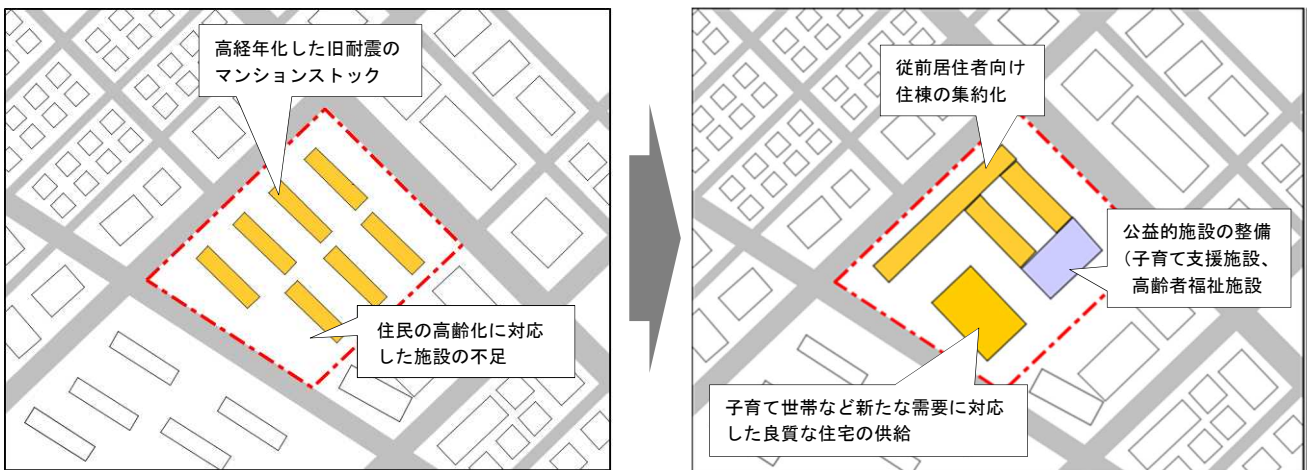 高経年化した旧耐震の
マンションストック
住民の高齢化に対応
した施設の不足
従前居住者向け
住棟の集約化
公益的施設の整備
（子育て支援施設、
高齢者福祉施設
子育て世帯など新たな需要に対応
した良質な住宅の供給